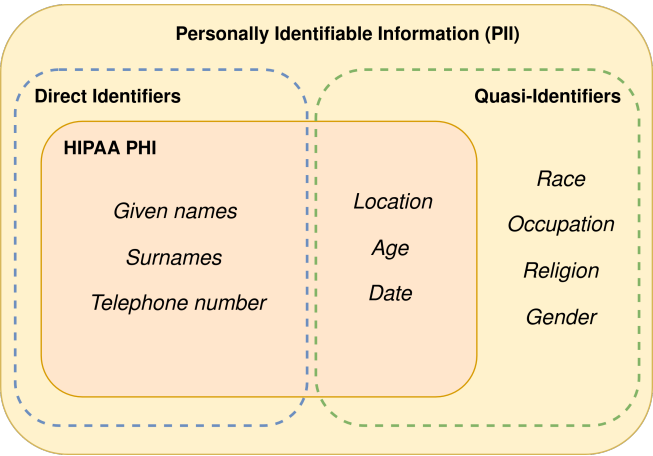 Personally Identifiable Information (PII)
Direct Identifiers
Quasi-Identifiers
HIPAA PHI
Given names
Surnames
Telephone number
Location
Age
Date
Race
Occupation
Religion
Gender